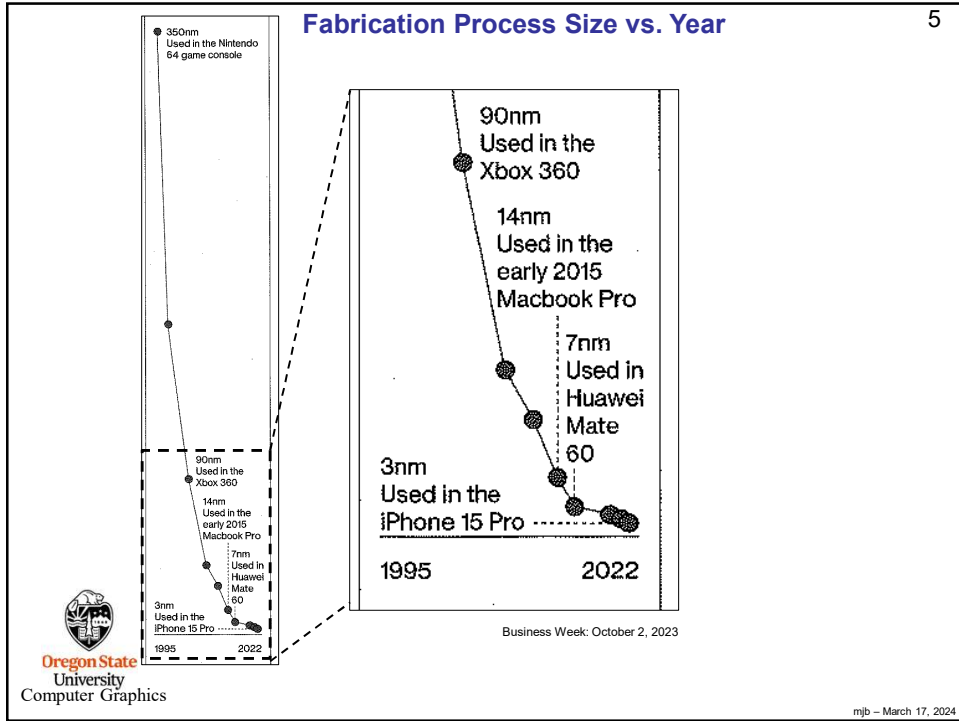 Fabrication Process Size vs. Year
5
350nm
Used in the Nintendo
64 game console
90nm
Used in the
Xbox 360
14nm
Used in the
early 2015
Macbook Pro
7nm
Used in
Huawei
Mate
60
3nm
Used in the
iPhone 15 Pro
1995
2022
90nm
Used in the
Xbox 360
14nm
Used in the
early 2015
Macbook Pro
7nm
Used in
Huawei
Mate
60
3nm
Used in the
iPhone 15 Pro
1995
2022
Business Week: October 2, 2023
Oregon State
University
Computer Graphics
mjb – March 17, 2024